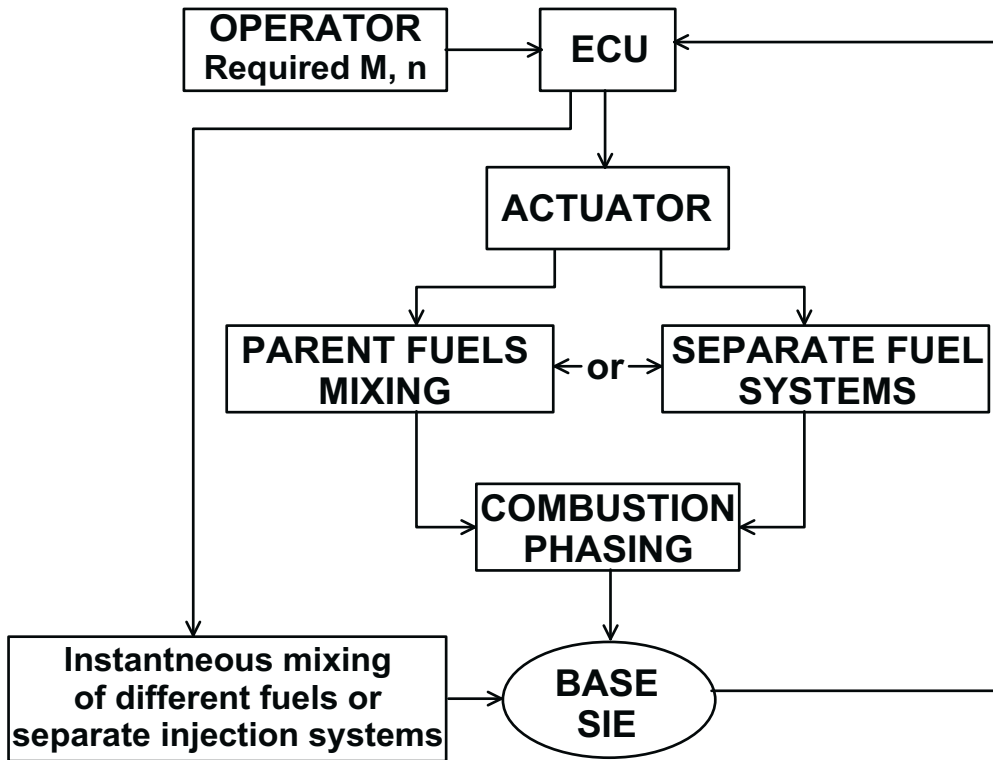 OPERATOR
Required M, n
ECU
ACTUATOR
PARENT FUELS
MIXING
or
SEPARATE FUEL
SYSTEMS
COMBUSTION
PHASING
Instantneous mixing
of different fuels or
separate injection systems
BASE
SIE